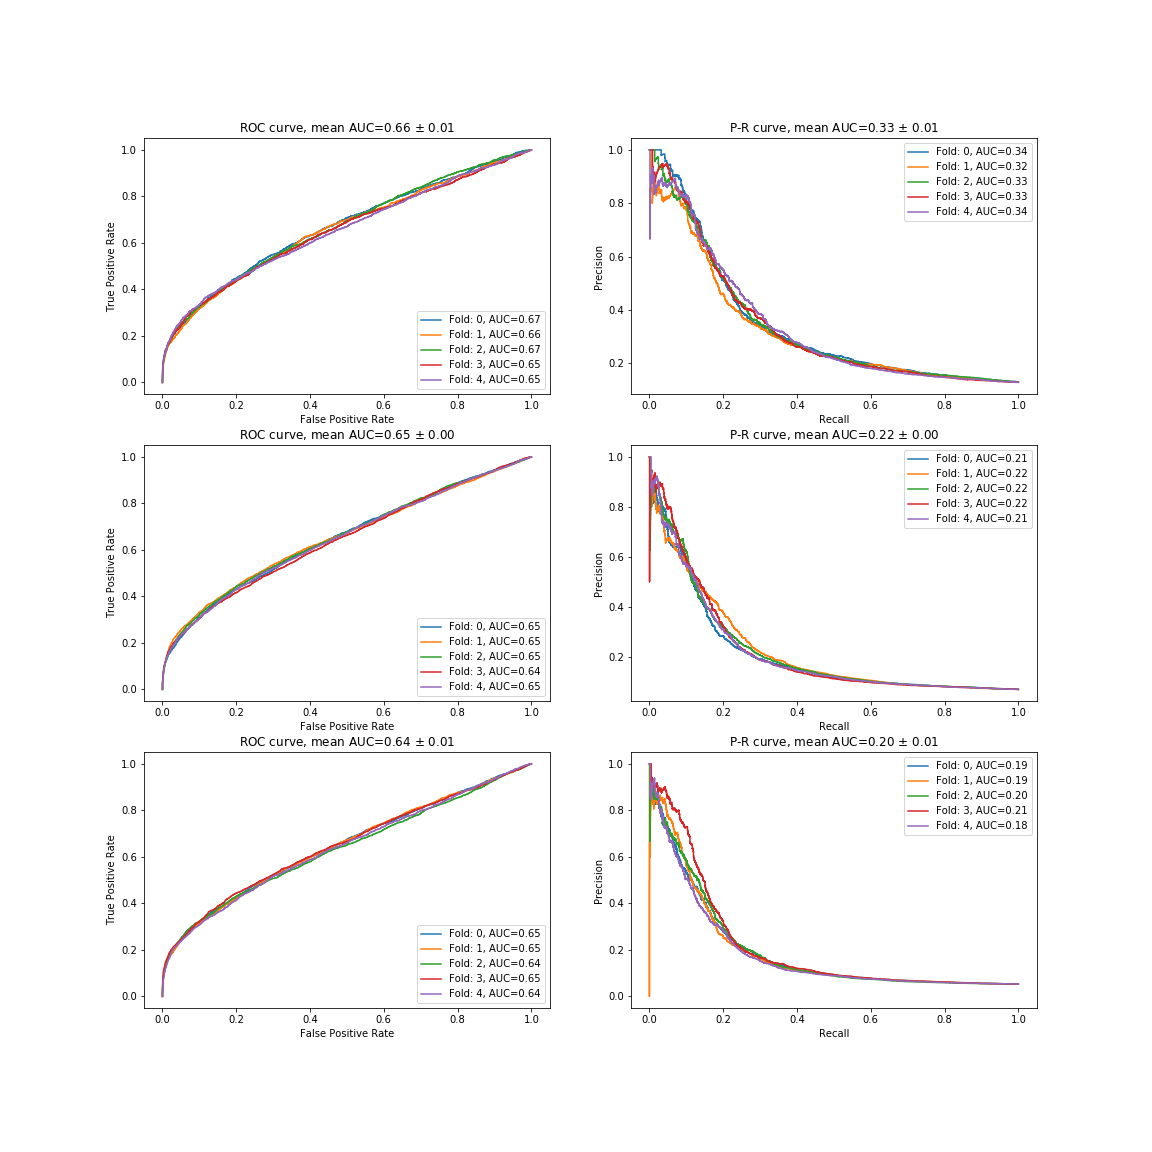 ROC curve, mean AUC=0.66 ± 0.01
True Positive Rate
1.0
0.8
0.6
0.4
0.2
0.0
Fold: 0, AUC=0.67
Fold: 1, AUC=0.66
Fold: 2, AUC=0.67
Fold: 3, AUC=0.65
Fold: 4, AUC=0.65
0.0 0.2 0.4 0.6 0.8 1.0
False Positive Rate
P-R curve, mean AUC=0.33 ± 0.01
Precision
1.0
0.8
0.6
0.4
0.2
Fold: 0, AUC=0.34
Fold: 1, AUC=0.32
Fold: 2, AUC=0.33
Fold: 3, AUC=0.33
Fold: 4, AUC=0.34
0.0 0.2 0.4 0.6 0.8 1.0
Recall
ROC curve, mean AUC=0.65 ± 0.00
True Positive Rate
1.0
0.8
0.6
0.4
0.2
0.0
Fold: 0, AUC=0.65
Fold: 1, AUC=0.65
Fold: 2, AUC=0.65
Fold: 3, AUC=0.64
Fold: 4, AUC=0.65
0.0 0.2 0.4 0.6 0.8 1.0
False Positive Rate
P-R curve, mean AUC=0.22 ± 0.00
Precision
1.0
0.8
0.6
0.4
0.2
Fold: 0, AUC=0.21
Fold: 1, AUC=0.22
Fold: 2, AUC=0.22
Fold: 3, AUC=0.22
Fold: 4, AUC=0.21
0.0 0.2 0.4 0.6 0.8 1.0
Recall
ROC curve, mean AUC=0.64 ± 0.01
True Positive Rate
1.0
0.8
0.6
0.4
0.2
0.0
Fold: 0, AUC=0.65
Fold: 1, AUC=0.65
Fold: 2, AUC=0.64
Fold: 3, AUC=0.65
Fold: 4, AUC=0.64
0.0 0.2 0.4 0.6 0.8 1.0
False Positive Rate
P-R curve, mean AUC=0.20 ± 0.01
Precision
1.0
0.8
0.6
0.4
0.2
0.0
Fold: 0, AUC=0.19
Fold: 1, AUC=0.19
Fold: 2, AUC=0.20
Fold: 3, AUC=0.21
Fold: 4, AUC=0.18
0.0 0.2 0.4 0.6 0.8 1.0
Recall